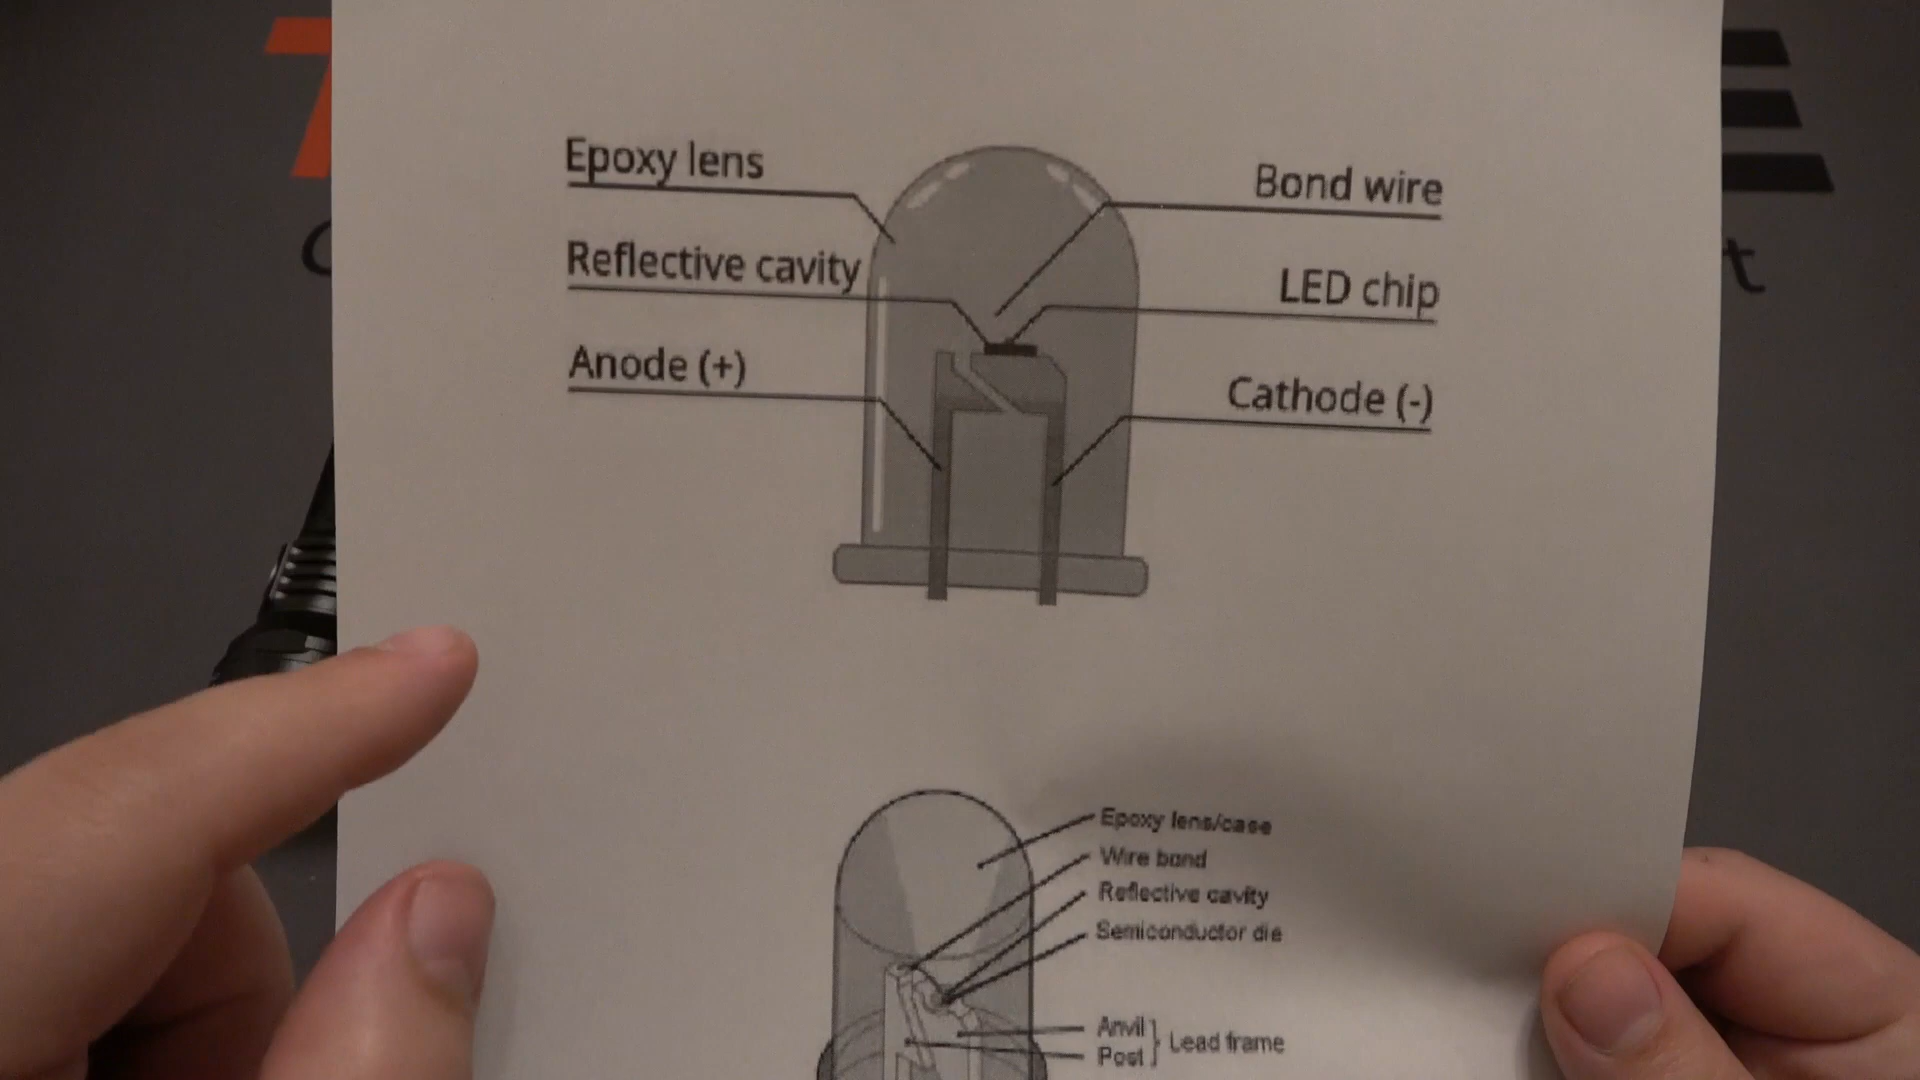 Epoxy lens
Bond wire
Reflective cavity
LED chip
Anode (+)
Cathode (-)
Epoxy lens/case
Wire bond
Reflective cavity
Semiconductor die
Anvil
Post
Lead frame